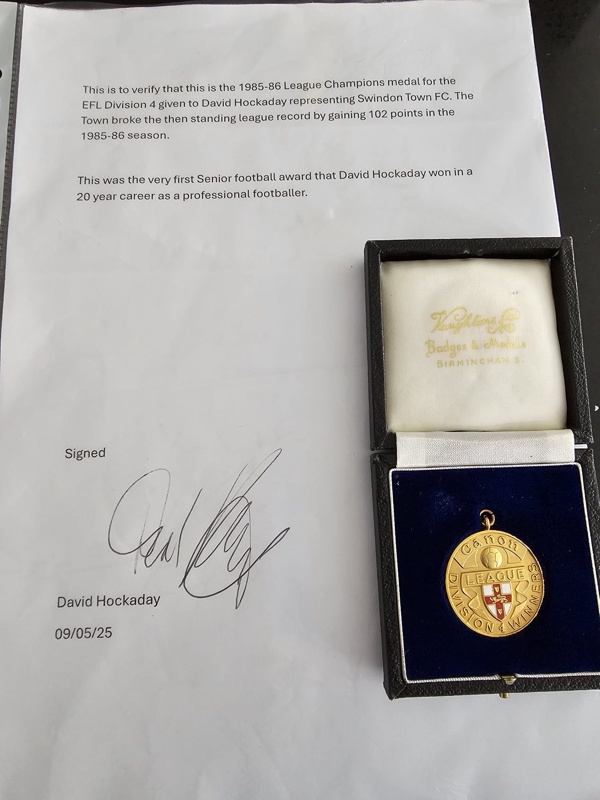 This is to verify that this is the 1985-86 League Champions medal for the
EFL Division 4 given to David Hockaday representing Swindon Town FC. The
Town broke the then standing league record by gaining 102 points in the
1985-86 season.
This was the very first Senior football award that David Hockaday won in a
20 year career as a professional footballer.
Signed
David Hockaday
09/05/25
Badges & Medals
BIRMINGHAM
Canon
LEAGUE
DIVISION 4 WINNERS